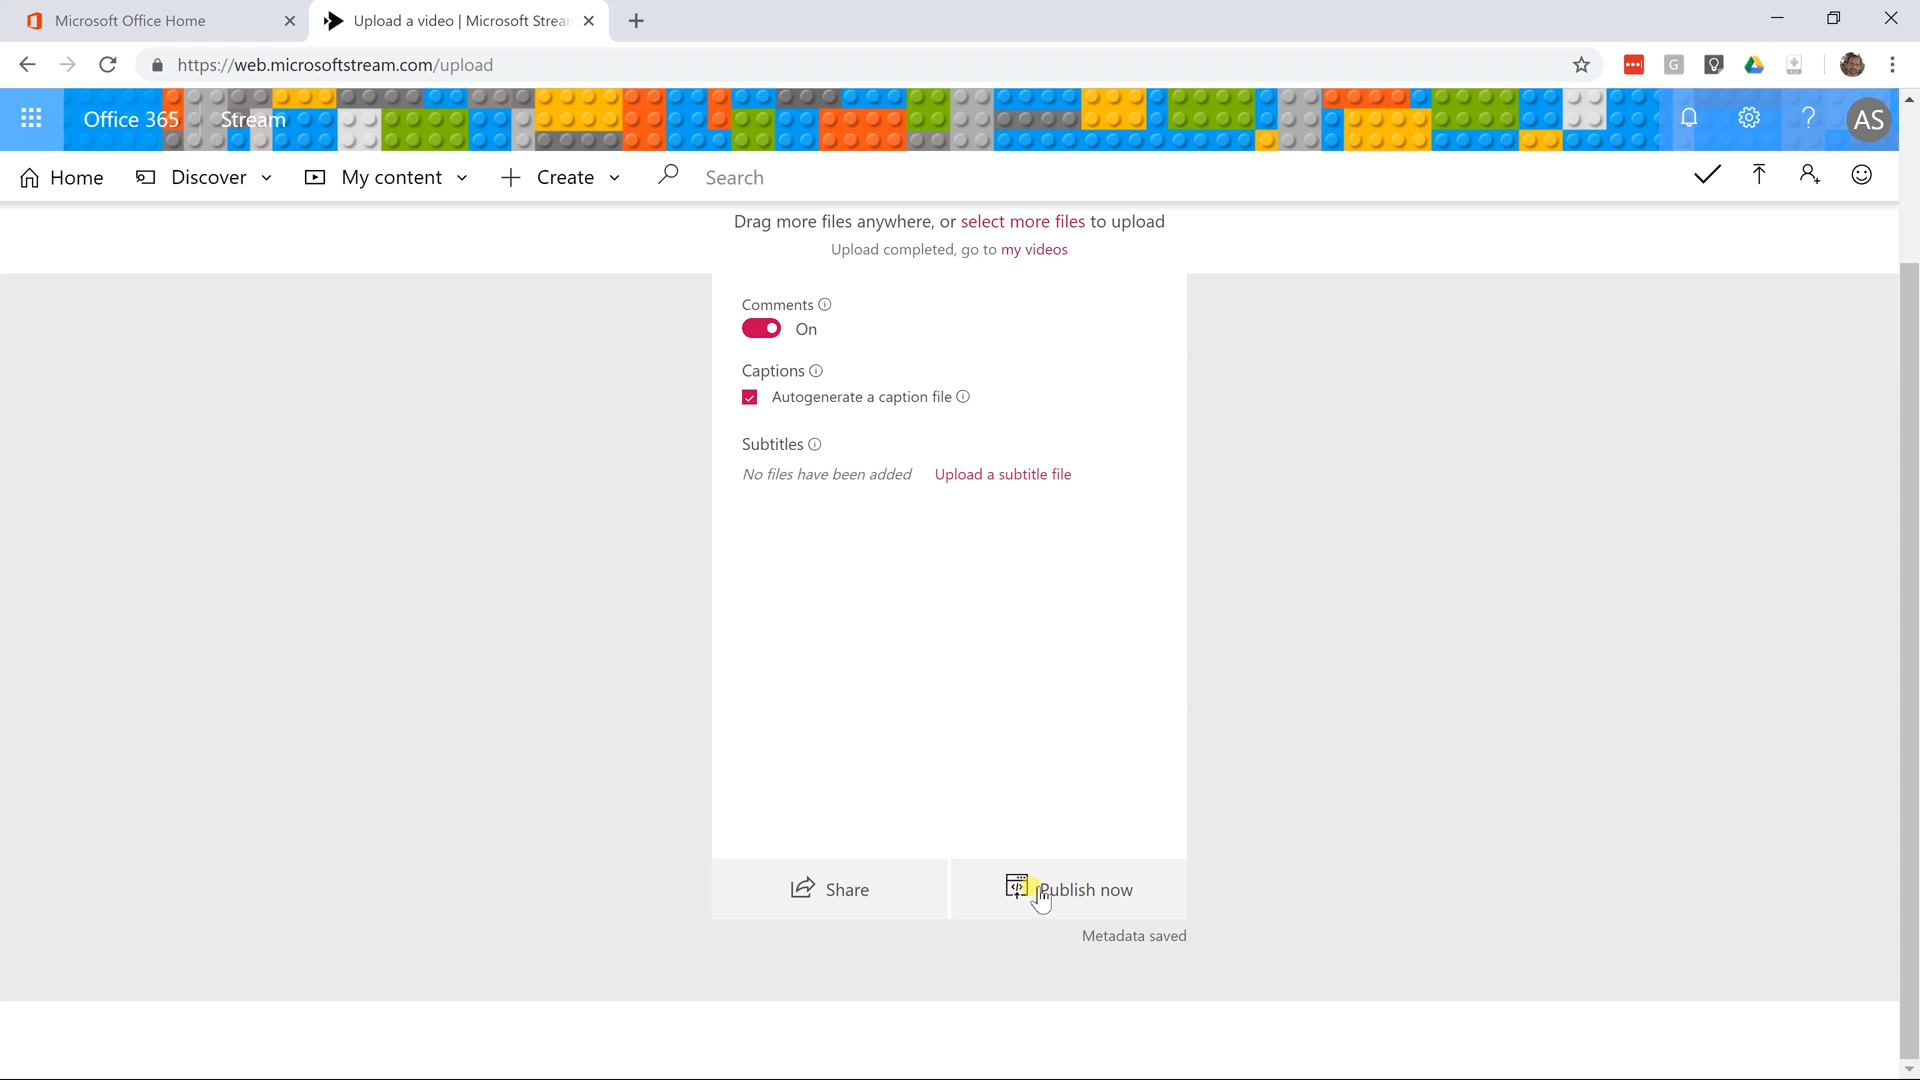 Microsoft Office Home
Upload a video | Microsoft Strea
https://web.microsoftstream.com/upload
G
Office 365
Stream
AS
Home
Discover
My content
Create
Search
Drag more files anywhere, or select more files to upload
Upload completed, go to my videos
Comments
On
Captions
Autogenerate a caption file
Subtitles
No files have been added Upload a subtitle file
Share
Publish now
Metadata saved